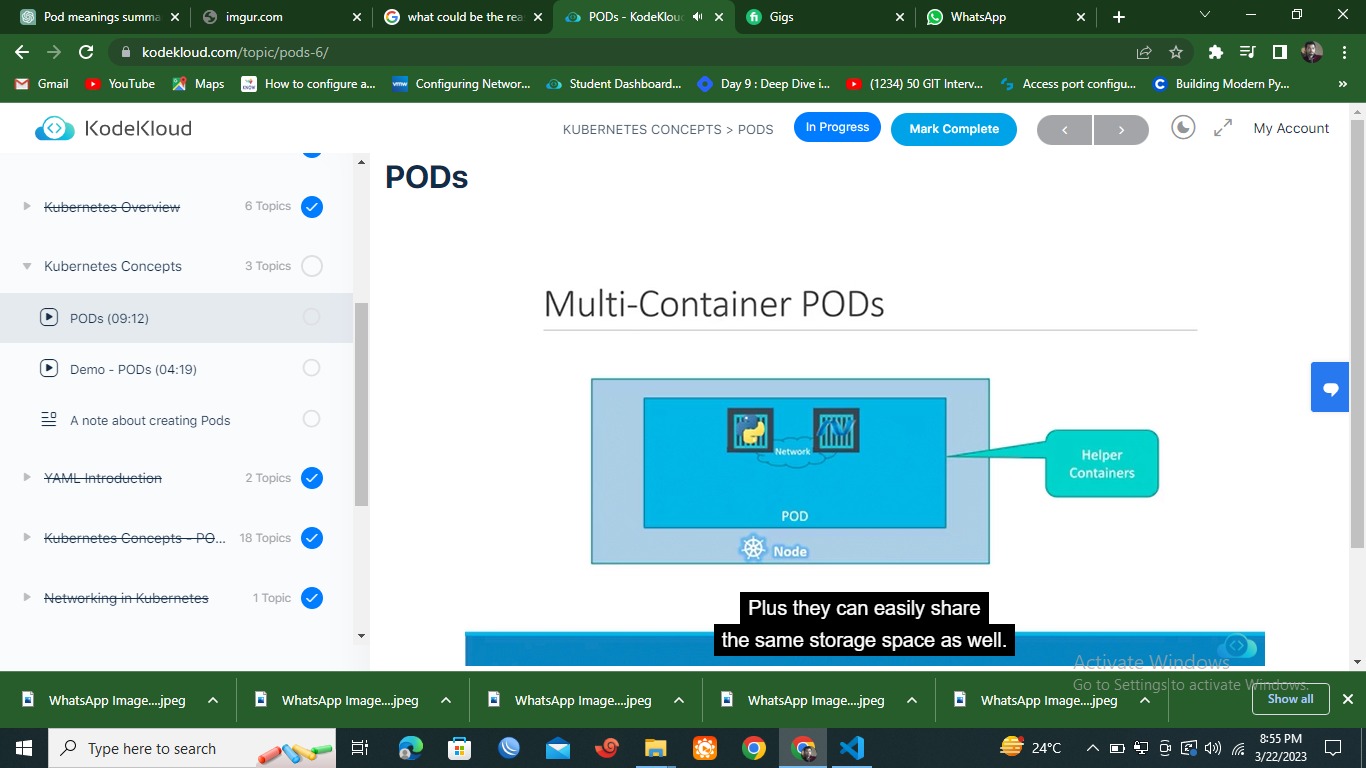 Pod meanings summa
imgur.com
what could be the rea
PODs - KodeKlou
Gigs
WhatsApp
kodekloud.com/topic/pods-6/
Gmail
YouTube
Maps
How to configure a...
Configuring Networ...
Student Dashboard...
Day 9 : Deep Dive i...
(1234) 50 GIT Interv...
Access port configu...
Building Modern Py...
KodeKloud
KUBERNETES CONCEPTS > PODS
In Progress
Mark Complete
My Account
Kubernetes Overview
6 Topics
Kubernetes Concepts
3 Topics
PODs (09:12)
Demo - PODs (04:19)
A note about creating Pods
YAML Introduction
2 Topics
Kubernetes Concepts - PO...
18 Topics
Networking in Kubernetes
1 Topic
PODs
Multi-Container PODs
Network
POD
Node
Helper
Containers
Plus they can easily share
the same storage space as well.
Activate Windows
Go to Settings to activate Windows.
WhatsApp Image....jpeg
WhatsApp Image....jpeg
WhatsApp Image....jpeg
WhatsApp Image....jpeg
WhatsApp Image....jpeg
Show all
Type here to search
24°C
8:55 PM
3/22/2023